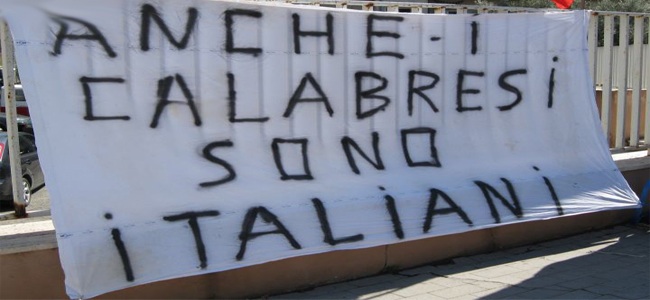 ANCHE - I
CALABRESi
SONO
iTALiANi